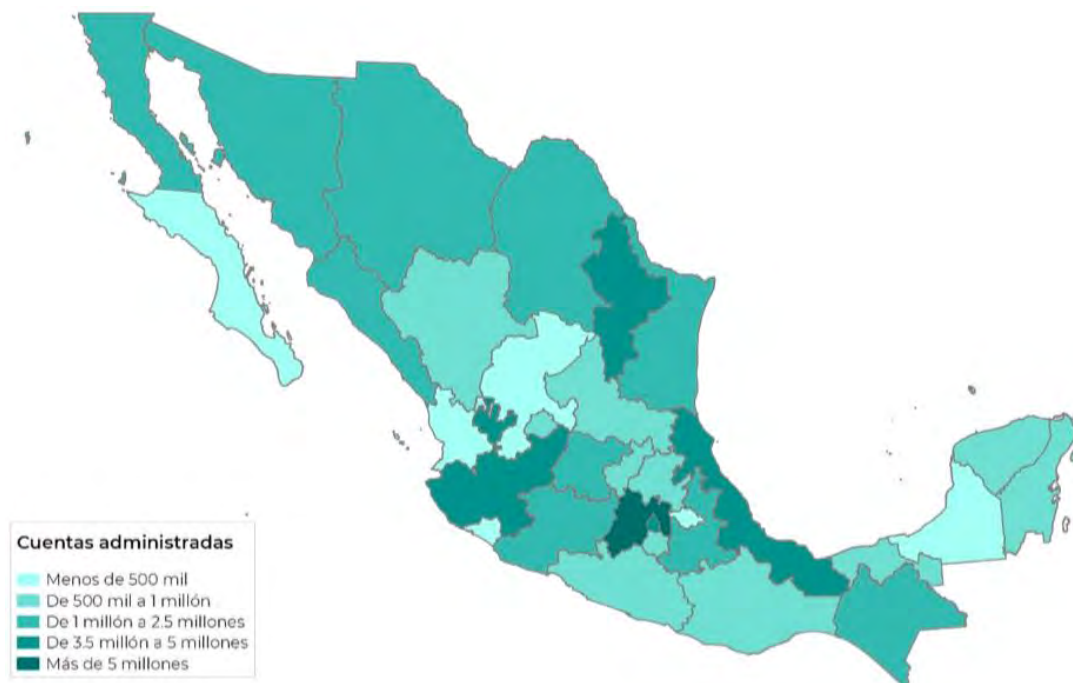 Cuentas administradas
Menos de 500 mil
De 500 mil a 1 millón
De 1 millón a 2.5 millones
De 3.5 millón a 5 millones
Más de 5 millones